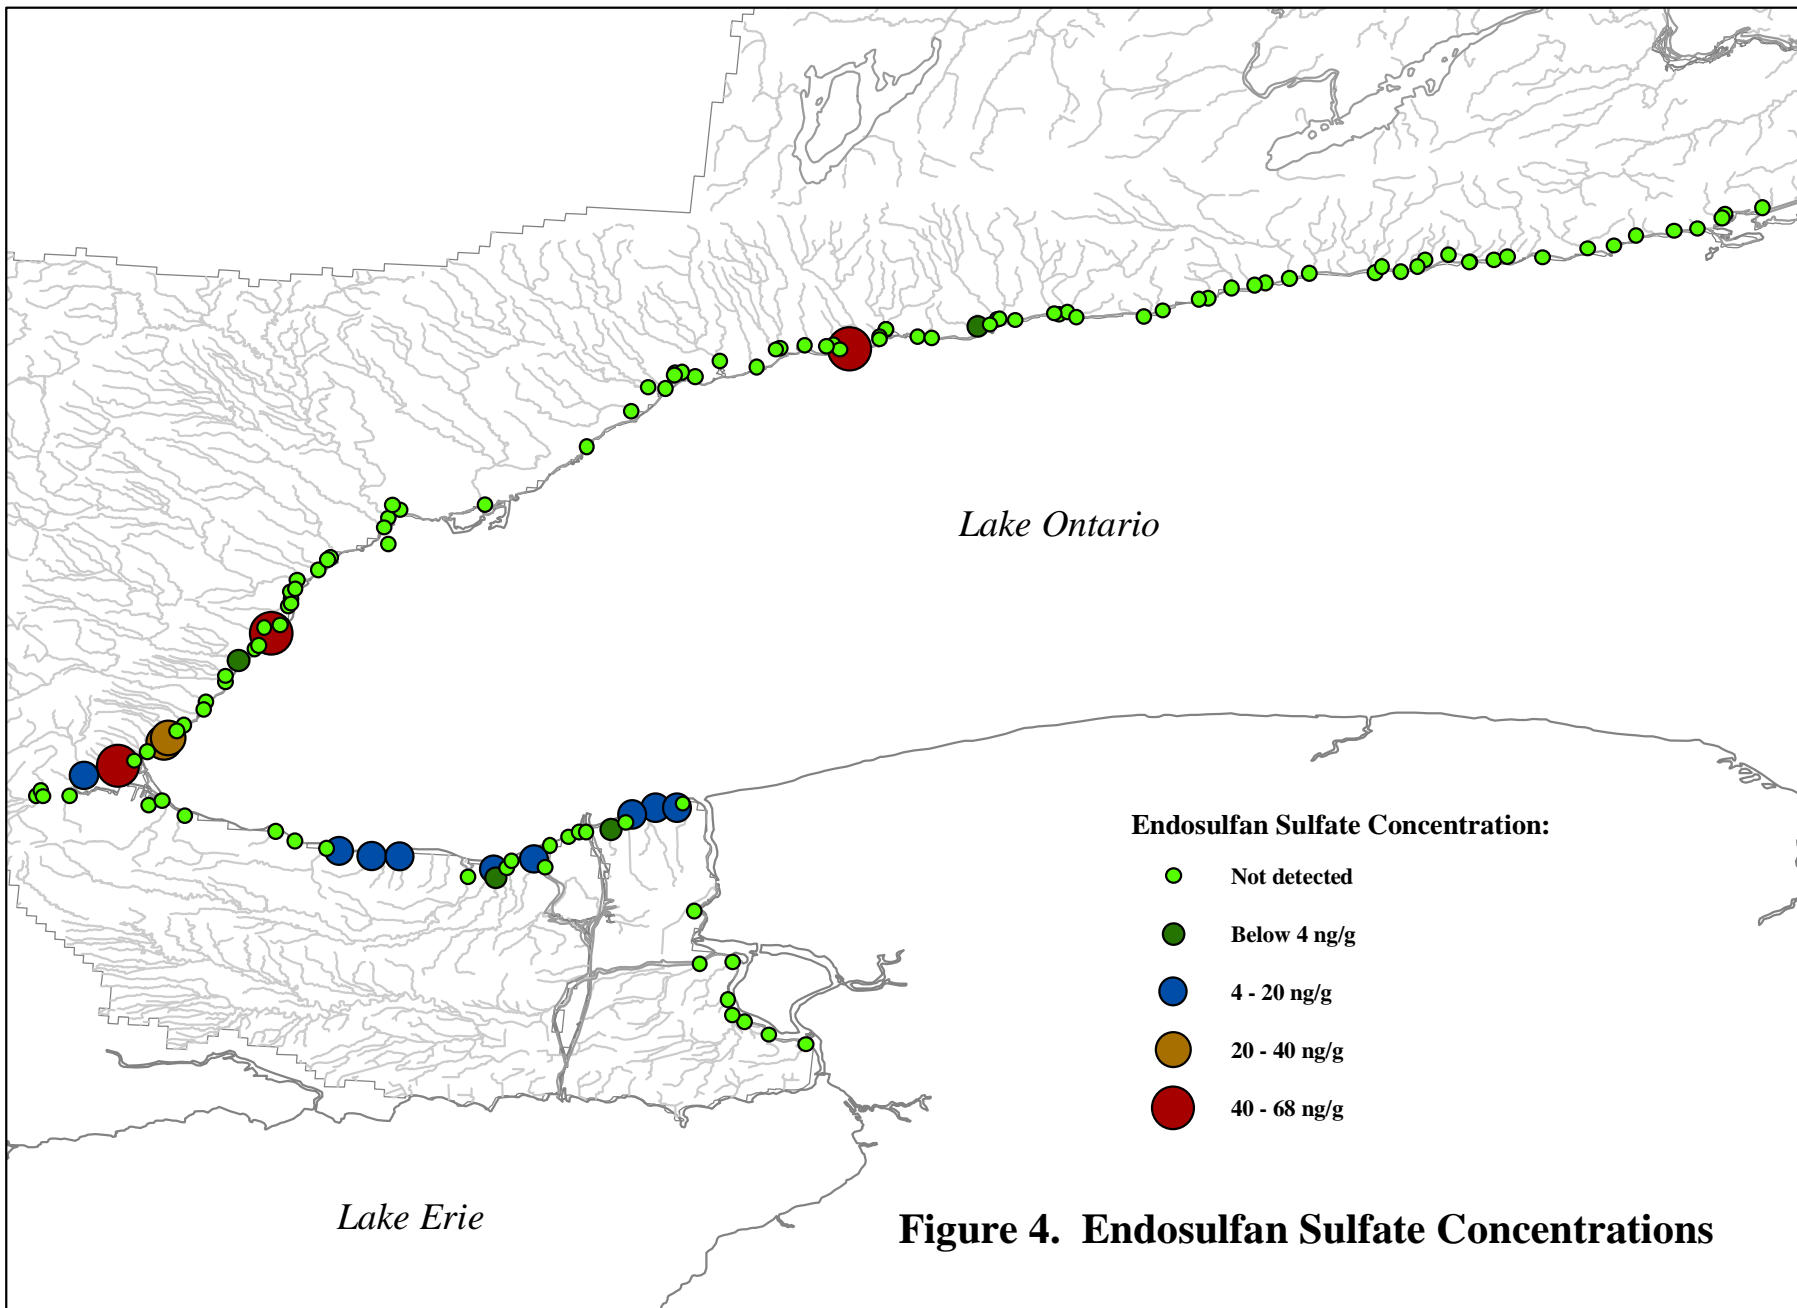 Lake Ontario
Endosulfan Sulfate Concentration:
Not detected
Below 4 ng/g
4 - 20 ng/g
20 - 40 ng/g
40 - 68 ng/g
Lake Erie
Figure 4. Endosulfan Sulfate Concentrations